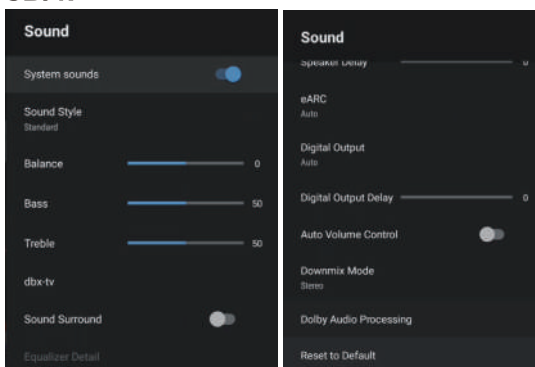 Sound
System sounds
Sound Style
Standard
Balance 0
Bass 50
Treble 50
dbx-tv
Sound Surround
Equalizer Detail
Sound
Speaker Delay 0
eARC
Auto
Digital Output
Auto
Digital Output Delay 0
Auto Volume Control
Downmix Mode
Stereo
Dolby Audio Processing
Reset to Default